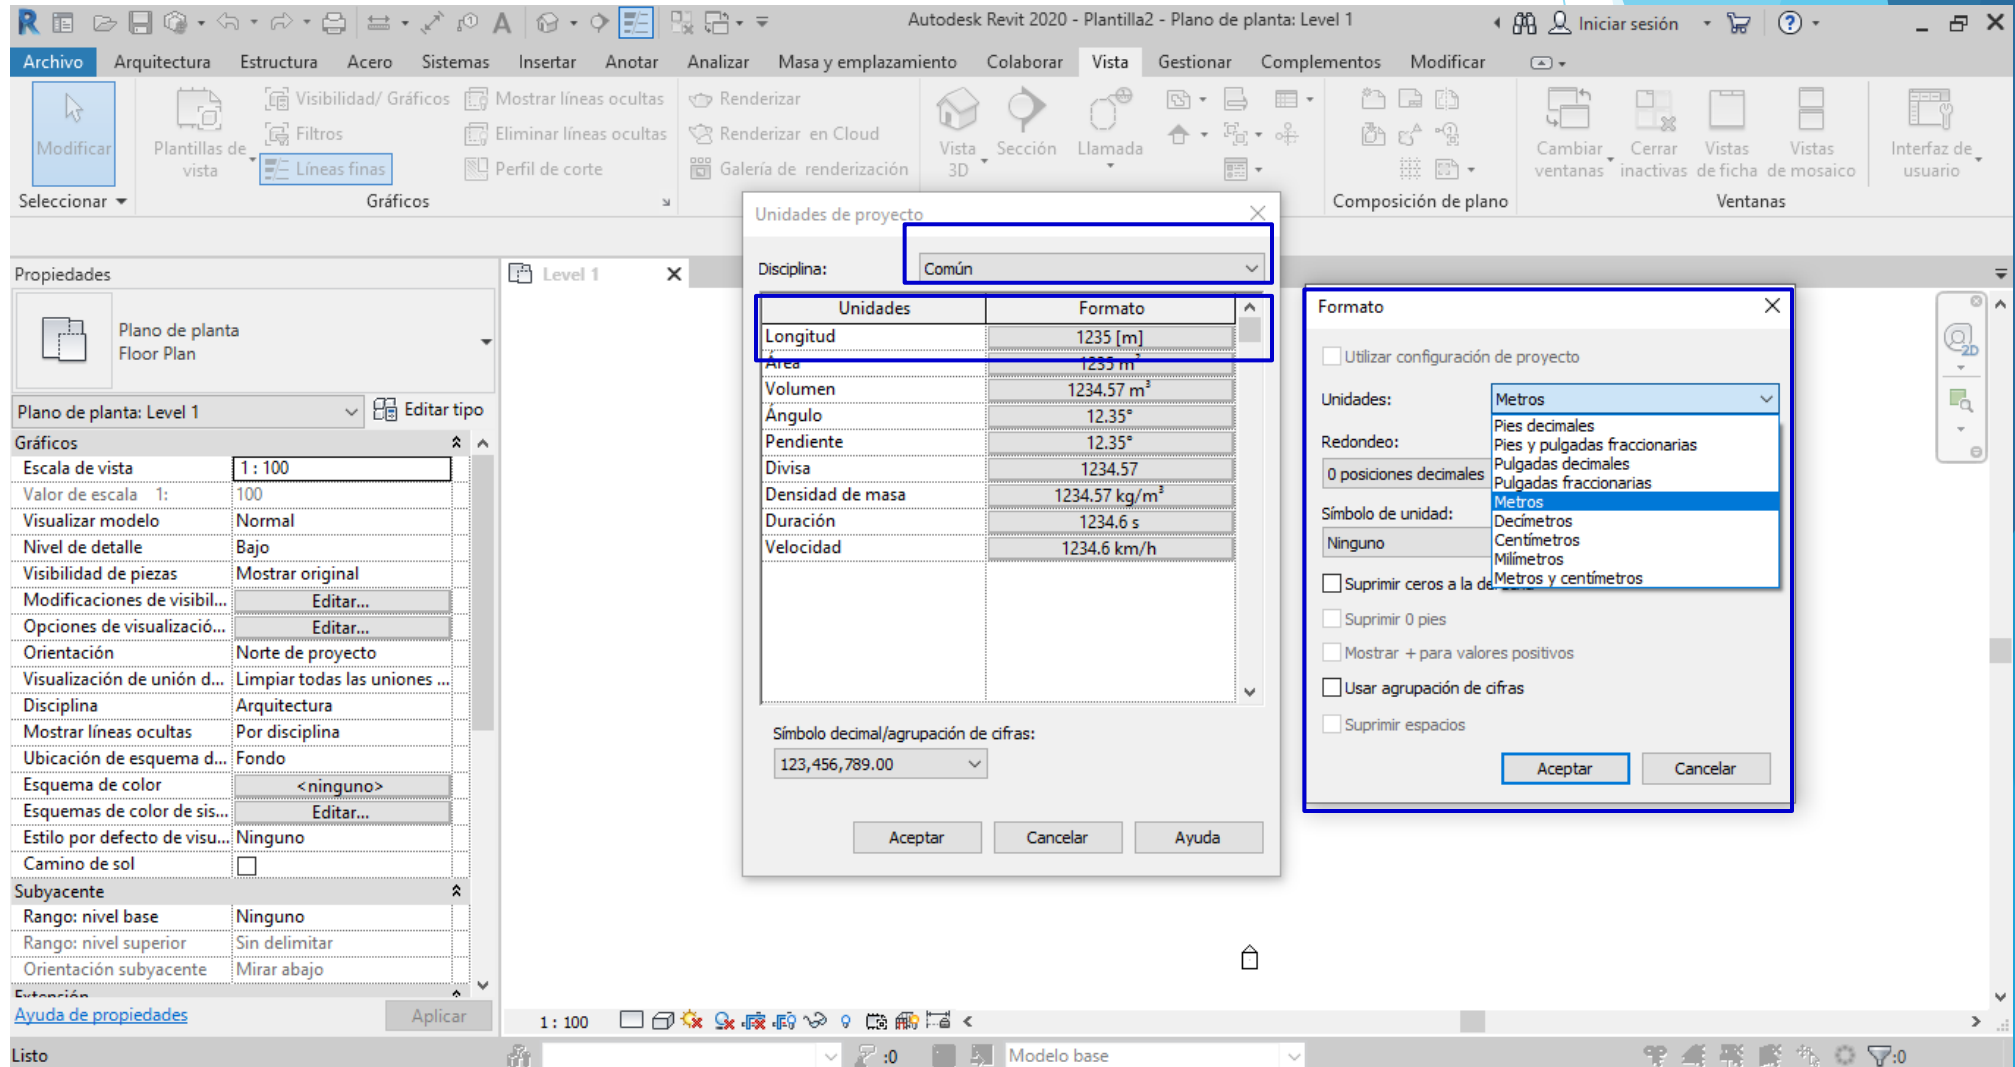 Autodesk Revit 2020 - Plantilla2 - Plano de planta: Level 1
Iniciar sesión
Archivo Arquitectura Estructura Acero Sistemas Insertar Anotar Analizar Masa y emplazamiento Colaborar Vista Gestionar Complementos Modificar
Modificar
Plantillas de vista
Visibilidad/ Gráficos
Filtros
Líneas finas
Mostrar líneas ocultas
Eliminar líneas ocultas
Perfil de corte
Renderizar
Renderizar en Cloud
Galería de renderización
Vista 3D
Sección
Llamada
Cambiar ventanas
Cerrar inactivas
Vistas de ficha
Vistas de mosaico
Interfaz de usuario
Seleccionar
Gráficos
Composición de plano
Ventanas
Propiedades
Plano de planta
Floor Plan
Plano de planta: Level 1
Editar tipo
Gráficos
Escala de vista 1 : 100
Valor de escala 1: 100
Visualizar modelo Normal
Nivel de detalle Bajo
Visibilidad de piezas Mostrar original
Modificaciones de visibil... Editar...
Opciones de visualizació... Editar...
Orientación Norte de proyecto
Visualización de unión d... Limpiar todas las uniones ...
Disciplina Arquitectura
Mostrar líneas ocultas Por disciplina
Ubicación de esquema d... Fondo
Esquema de color <ninguno>
Esquemas de color de sis... Editar...
Estilo por defecto de visu... Ninguno
Camino de sol
Subyacente
Rango: nivel base Ninguno
Rango: nivel superior Sin delimitar
Orientación subyacente Mirar abajo
Extensión
Ayuda de propiedades
Aplicar
Level 1
Unidades de proyecto
Disciplina: Común
Unidades Formato
Longitud 1235 [m]
Área 1235 m²
Volumen 1234.57 m³
Ángulo 12.35°
Pendiente 12.35°
Divisa 1234.57
Densidad de masa 1234.57 kg/m³
Duración 1234.6 s
Velocidad 1234.6 km/h
Símbolo decimal/agrupación de cifras:
123,456,789.00
Aceptar Cancelar Ayuda
Formato
Utilizar configuración de proyecto
Unidades: Metros
Pies decimales
Pies y pulgadas fraccionarias
Pulgadas decimales
Pulgadas fraccionarias
Metros
Decímetros
Centímetros
Milímetros
Metros y centímetros
Redondeo:
0 posiciones decimales
Símbolo de unidad:
Ninguno
Suprimir ceros a la
Suprimir 0 pies
Mostrar + para valores positivos
Usar agrupación de cifras
Suprimir espacios
Aceptar Cancelar
2D
1 : 100
Listo
:0
Modelo base
:0